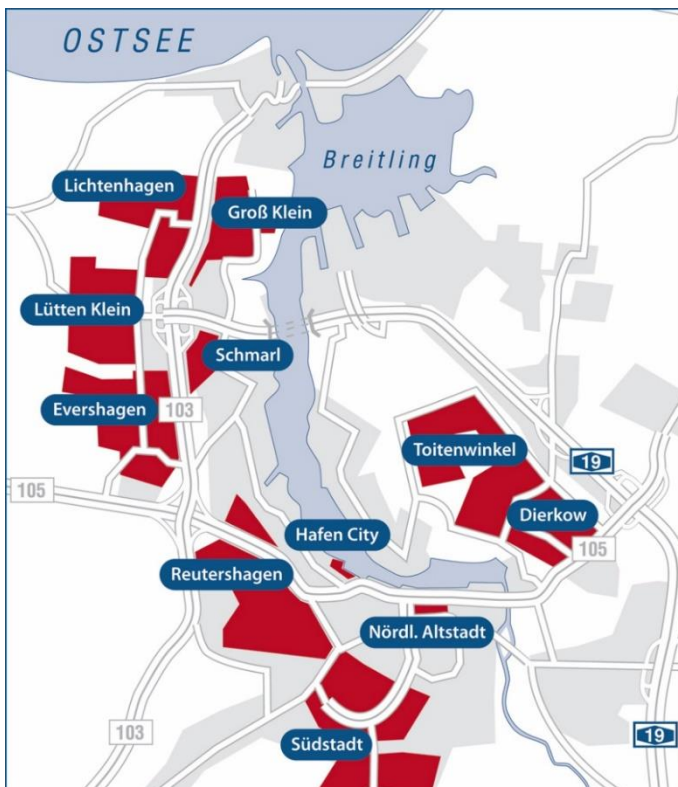 OSTSEE
Breitling
Lichtenhagen
Groß Klein
Lütten Klein
Schmarl
Evershagen
103
Toitenwinkel
19
105
Dierkow
Hafen City
105
Reutershagen
Nördl. Altstadt
103
Südstadt
19